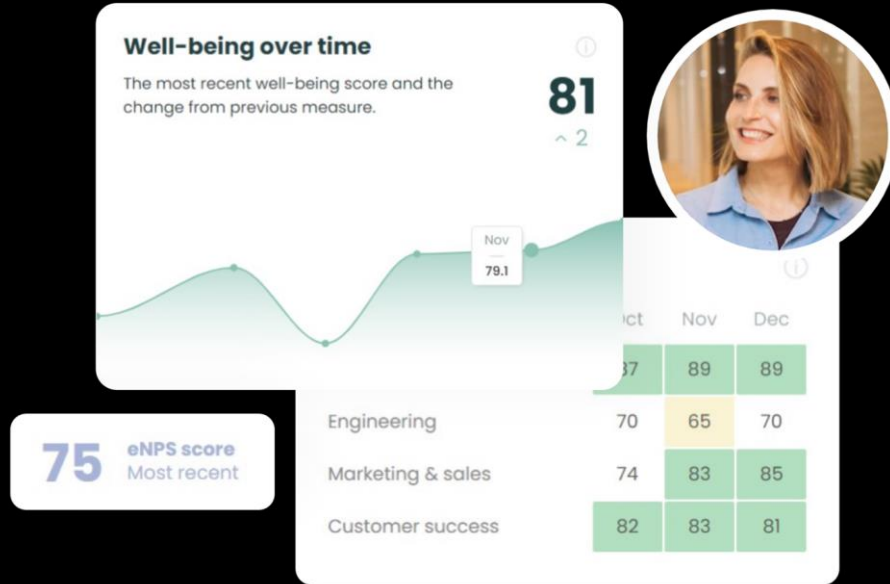 Well-being over time
The most recent well-being score and the
change from previous measure.
81
^ 2
Nov
79.1
75
eNPS score
Most recent
Nov Dec
89 89
Engineering 70 65 70
Marketing & sales 74 83 85
Customer success 82 83 81